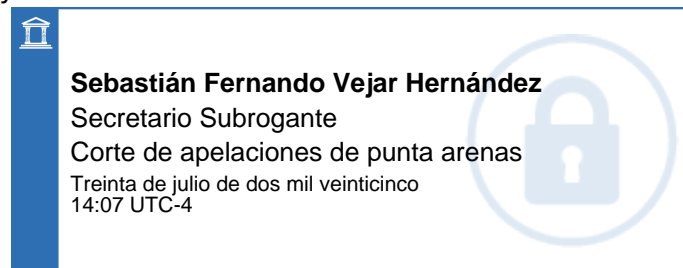 Sebastián Fernando Vejar Hernández
Secretario Subrogante
Corte de apelaciones de punta arenas
Treinta de julio de dos mil veinticinco
14:07 UTC-4